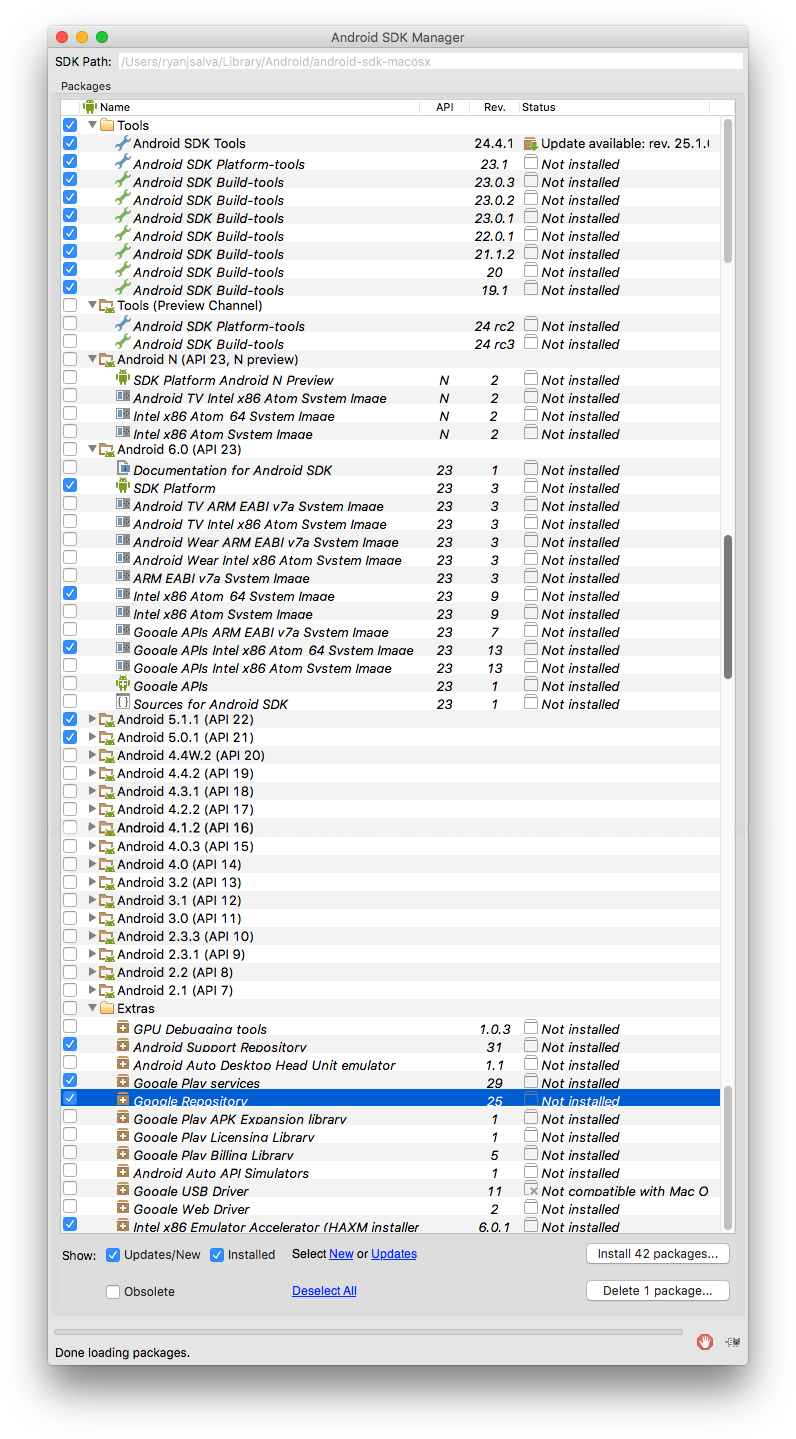 Android SDK Manager
SDK Path: /Users/ryanjsalva/Library/Android/android-sdk-macosx
Packages
Name API Rev. Status
Tools
Android SDK Tools 24.4.1 Update available: rev. 25.1.
Android SDK Platform-tools 23.1 Not installed
Android SDK Build-tools 23.0.3 Not installed
Android SDK Build-tools 23.0.2 Not installed
Android SDK Build-tools 23.0.1 Not installed
Android SDK Build-tools 22.0.1 Not installed
Android SDK Build-tools 21.1.2 Not installed
Android SDK Build-tools 20 Not installed
Android SDK Build-tools 19.1 Not installed
Tools (Preview Channel)
Android SDK Platform-tools 24 rc2 Not installed
Android SDK Build-tools 24 rc3 Not installed
Android N (API 23, N preview)
SDK Platform Android N Preview N 2 Not installed
Android TV Intel x86 Atom System Image N 2 Not installed
Intel x86 Atom_64 System Image N 2 Not installed
Intel x86 Atom System Image N 2 Not installed
Android 6.0 (API 23)
Documentation for Android SDK 23 1 Not installed
SDK Platform 23 3 Not installed
Android TV ARM EABI v7a System Image 23 3 Not installed
Android TV Intel x86 Atom System Image 23 3 Not installed
Android Wear ARM EABI v7a System Image 23 3 Not installed
Android Wear Intel x86 Atom System Image 23 3 Not installed
ARM EABI v7a System Image 23 3 Not installed
Intel x86 Atom_64 System Image 23 9 Not installed
Intel x86 Atom System Image 23 9 Not installed
Google APIs ARM EABI v7a System Image 23 7 Not installed
Google APIs Intel x86 Atom_64 System Image 23 13 Not installed
Google APIs Intel x86 Atom System Image 23 13 Not installed
Google APIs 23 1 Not installed
Sources for Android SDK 23 1 Not installed
Android 5.1.1 (API 22)
Android 5.0.1 (API 21)
Android 4.4W.2 (API 20)
Android 4.4.2 (API 19)
Android 4.3.1 (API 18)
Android 4.2.2 (API 17)
Android 4.1.2 (API 16)
Android 4.0.3 (API 15)
Android 4.0 (API 14)
Android 3.2 (API 13)
Android 3.1 (API 12)
Android 3.0 (API 11)
Android 2.3.3 (API 10)
Android 2.3.1 (API 9)
Android 2.2 (API 8)
Android 2.1 (API 7)
Extras
GPU Debugging tools 1.0.3 Not installed
Android Support Repository 31 Not installed
Android Auto Desktop Head Unit emulator 1.1 Not installed
Google Play services 29 Not installed
Google Repository 25 Not installed
Google Play APK Expansion library 1 Not installed
Google Play Licensing Library 1 Not installed
Google Play Billing Library 5 Not installed
Android Auto API Simulators 1 Not installed
Google USB Driver 11 Not compatible with Mac O
Google Web Driver 2 Not installed
Intel x86 Emulator Accelerator (HAXM installer 6.0.1 Not installed
Show: Updates/New Installed Select New or Updates Install 42 packages...
Obsolete Deselect All Delete 1 package...
Done loading packages.